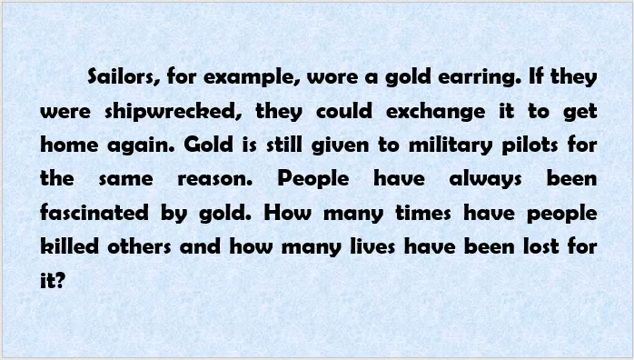 Sailors, for example, wore a gold earring. If they
were shipwrecked, they could exchange it to get
home again. Gold is still given to military pilots for
the same reason. People have always been
fascinated by gold. How many times have people
killed others and how many lives have been lost for
it?